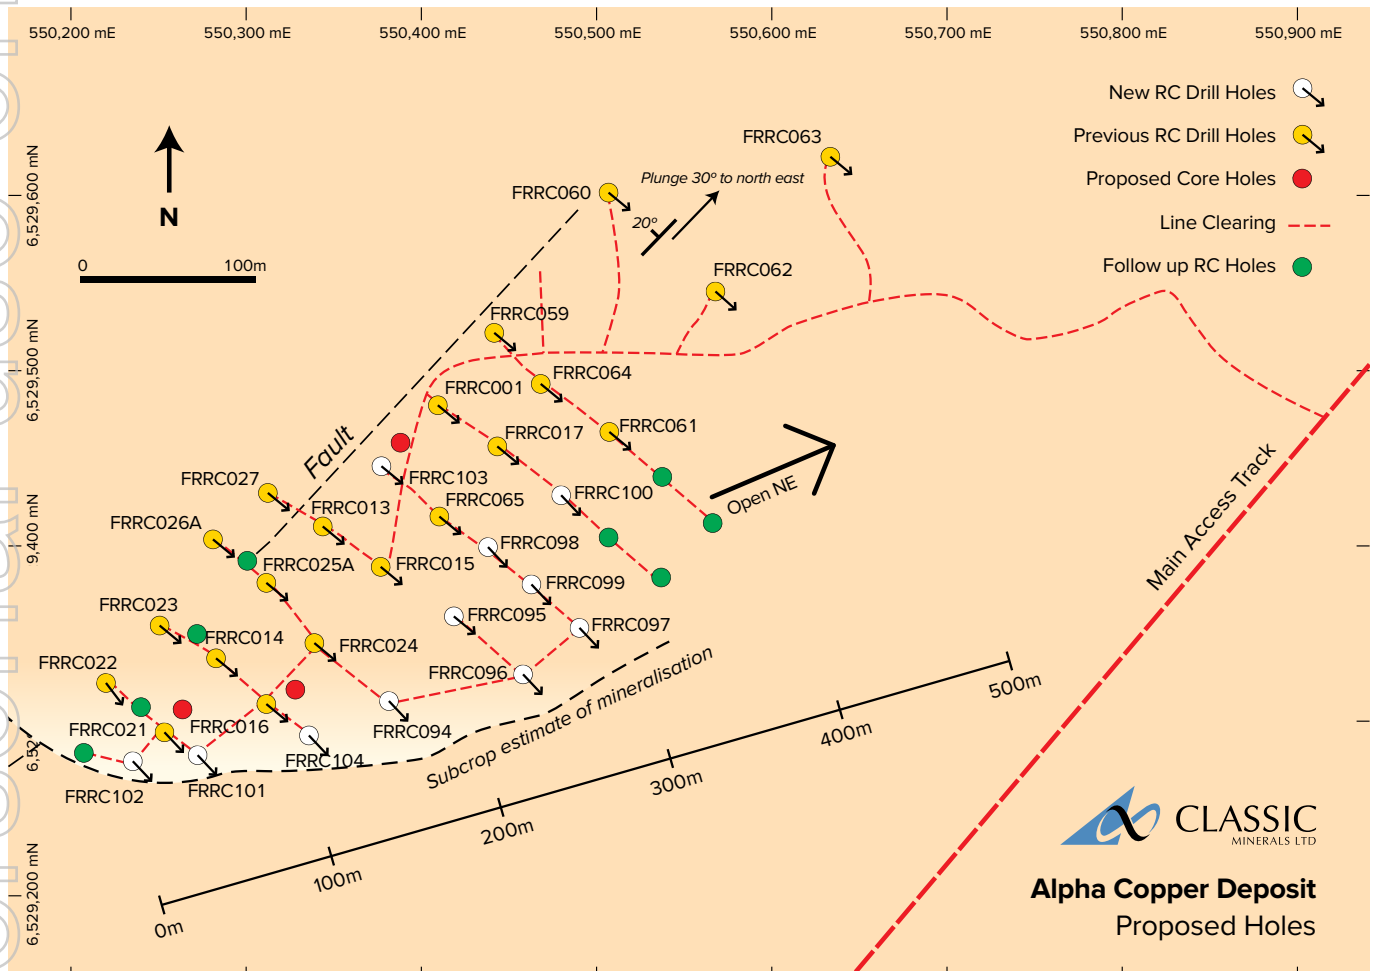 550,200 mE
550,300 mE
550,400 mE
550,500 mE
550,600 mE
550,700 mE
550,800 mE
550,900 mE
New RC Drill Holes
Previous RC Drill Holes
Proposed Core Holes
Line Clearing
Follow up RC Holes
6,529,600 mN
6,529,500 mN
9,400 mN
6,52
6,529,200 mN
N
0
100m
FRRC063
Plunge 30º to north east
FRRC060
20º
FRRC062
FRRC059
FRRC064
FRRC001
FRRC061
FRRC017
Fault
FRRC027
FRRC103
FRRC100
Open NE
FRRC013
FRRC065
FRRC026A
FRRC098
FRRC025A
FRRC015
FRRC099
FRRC023
FRRC095
FRRC097
FRRC014
FRRC024
FRRC022
FRRC096
FRRC021
FRRC016
FRRC094
FRRC104
FRRC102
FRRC101
Subcrop estimate of mineralisation
Main Access Track
0m
100m
200m
300m
400m
500m
CLASSIC
MINERALS LTD
Alpha Copper Deposit
Proposed Holes